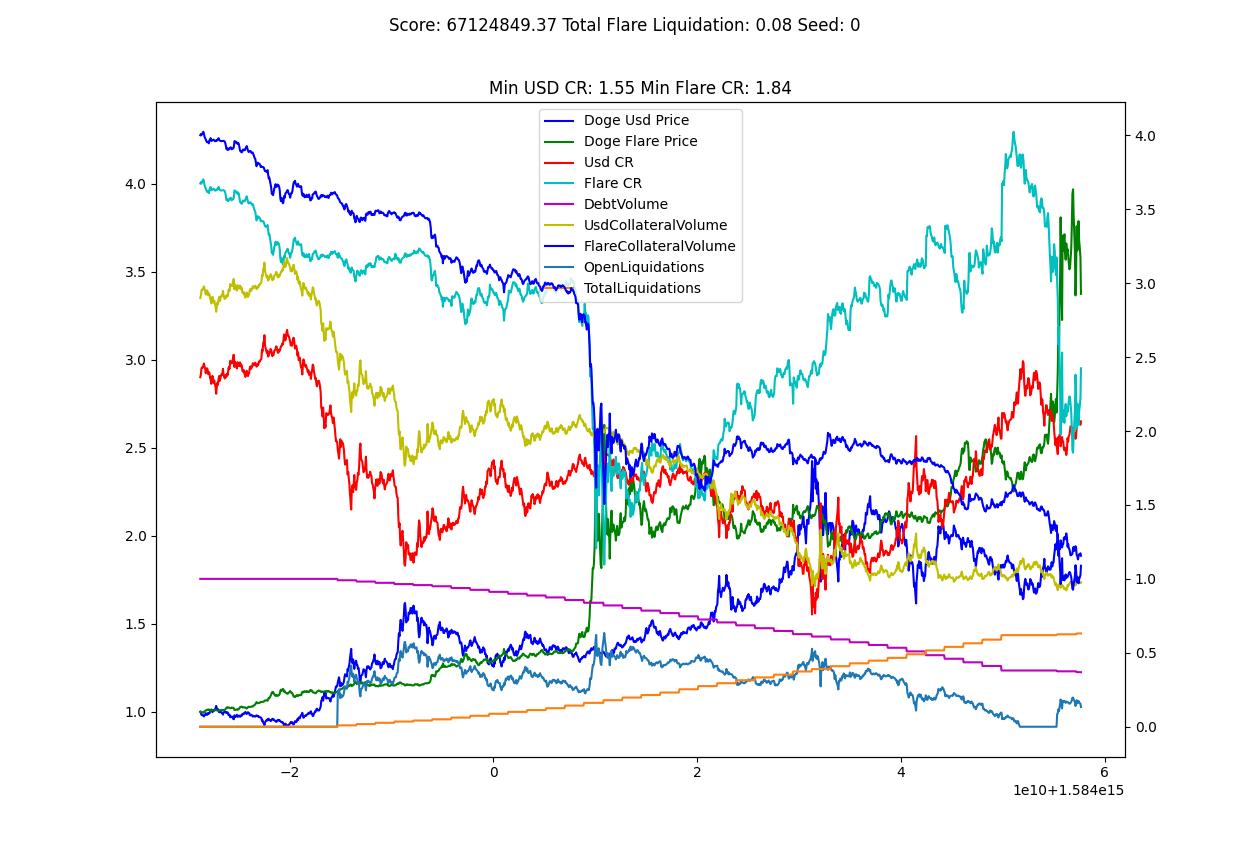 Score: 67124849.37 Total Flare Liquidation: 0.08 Seed: 0
Min USD CR: 1.55 Min Flare CR: 1.84
Doge Usd Price
Doge Flare Price
Usd CR
Flare CR
DebtVolume
UsdCollateralVolume
FlareCollateralVolume
OpenLiquidations
TotalLiquidations
4.0
3.5
3.0
2.5
2.0
1.5
1.0
4.0
3.5
3.0
2.5
2.0
1.5
1.0
0.5
0.0
−2 0 2 4 6
1e10+1.584e15